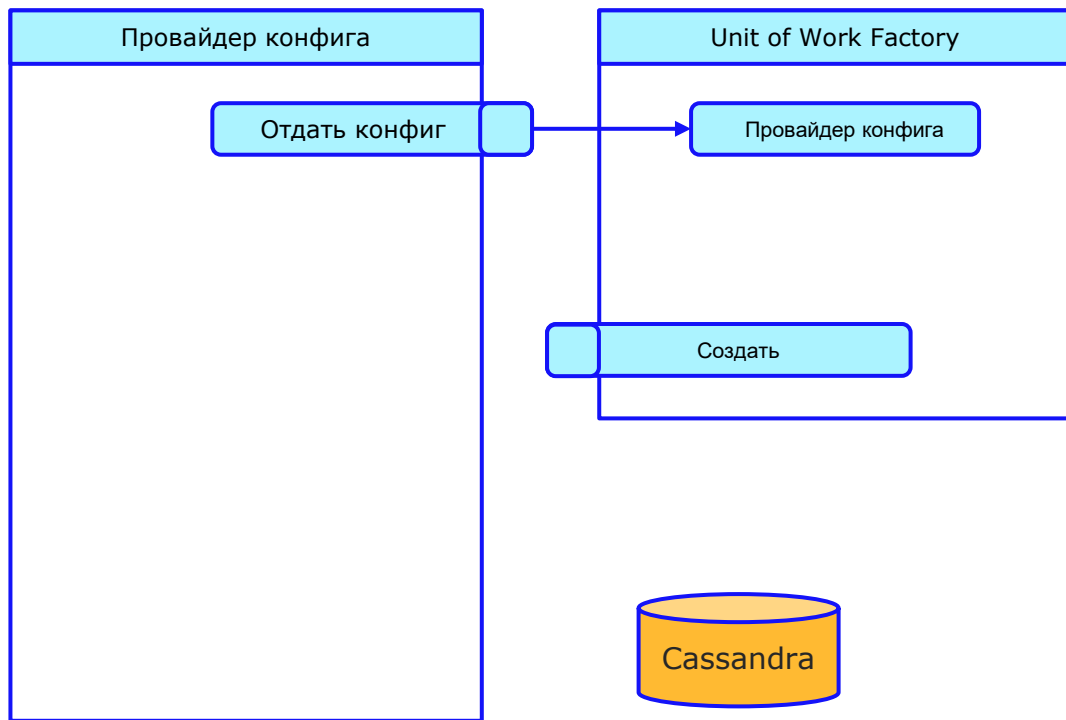 Провайдер конфига
Unit of Work Factory
Отдать конфиг
Провайдер конфига
Создать
Cassandra